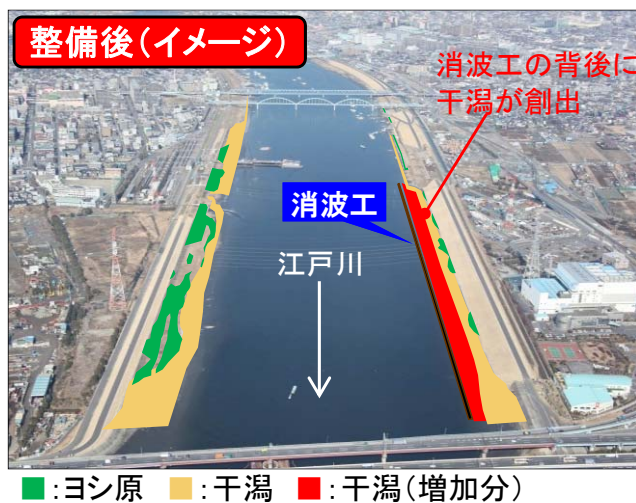 整備後(イメージ)
消波工の背後に
干潟が創出
消波工
江戸川
■:ヨシ原 ■:干潟 ■:干潟(増加分)